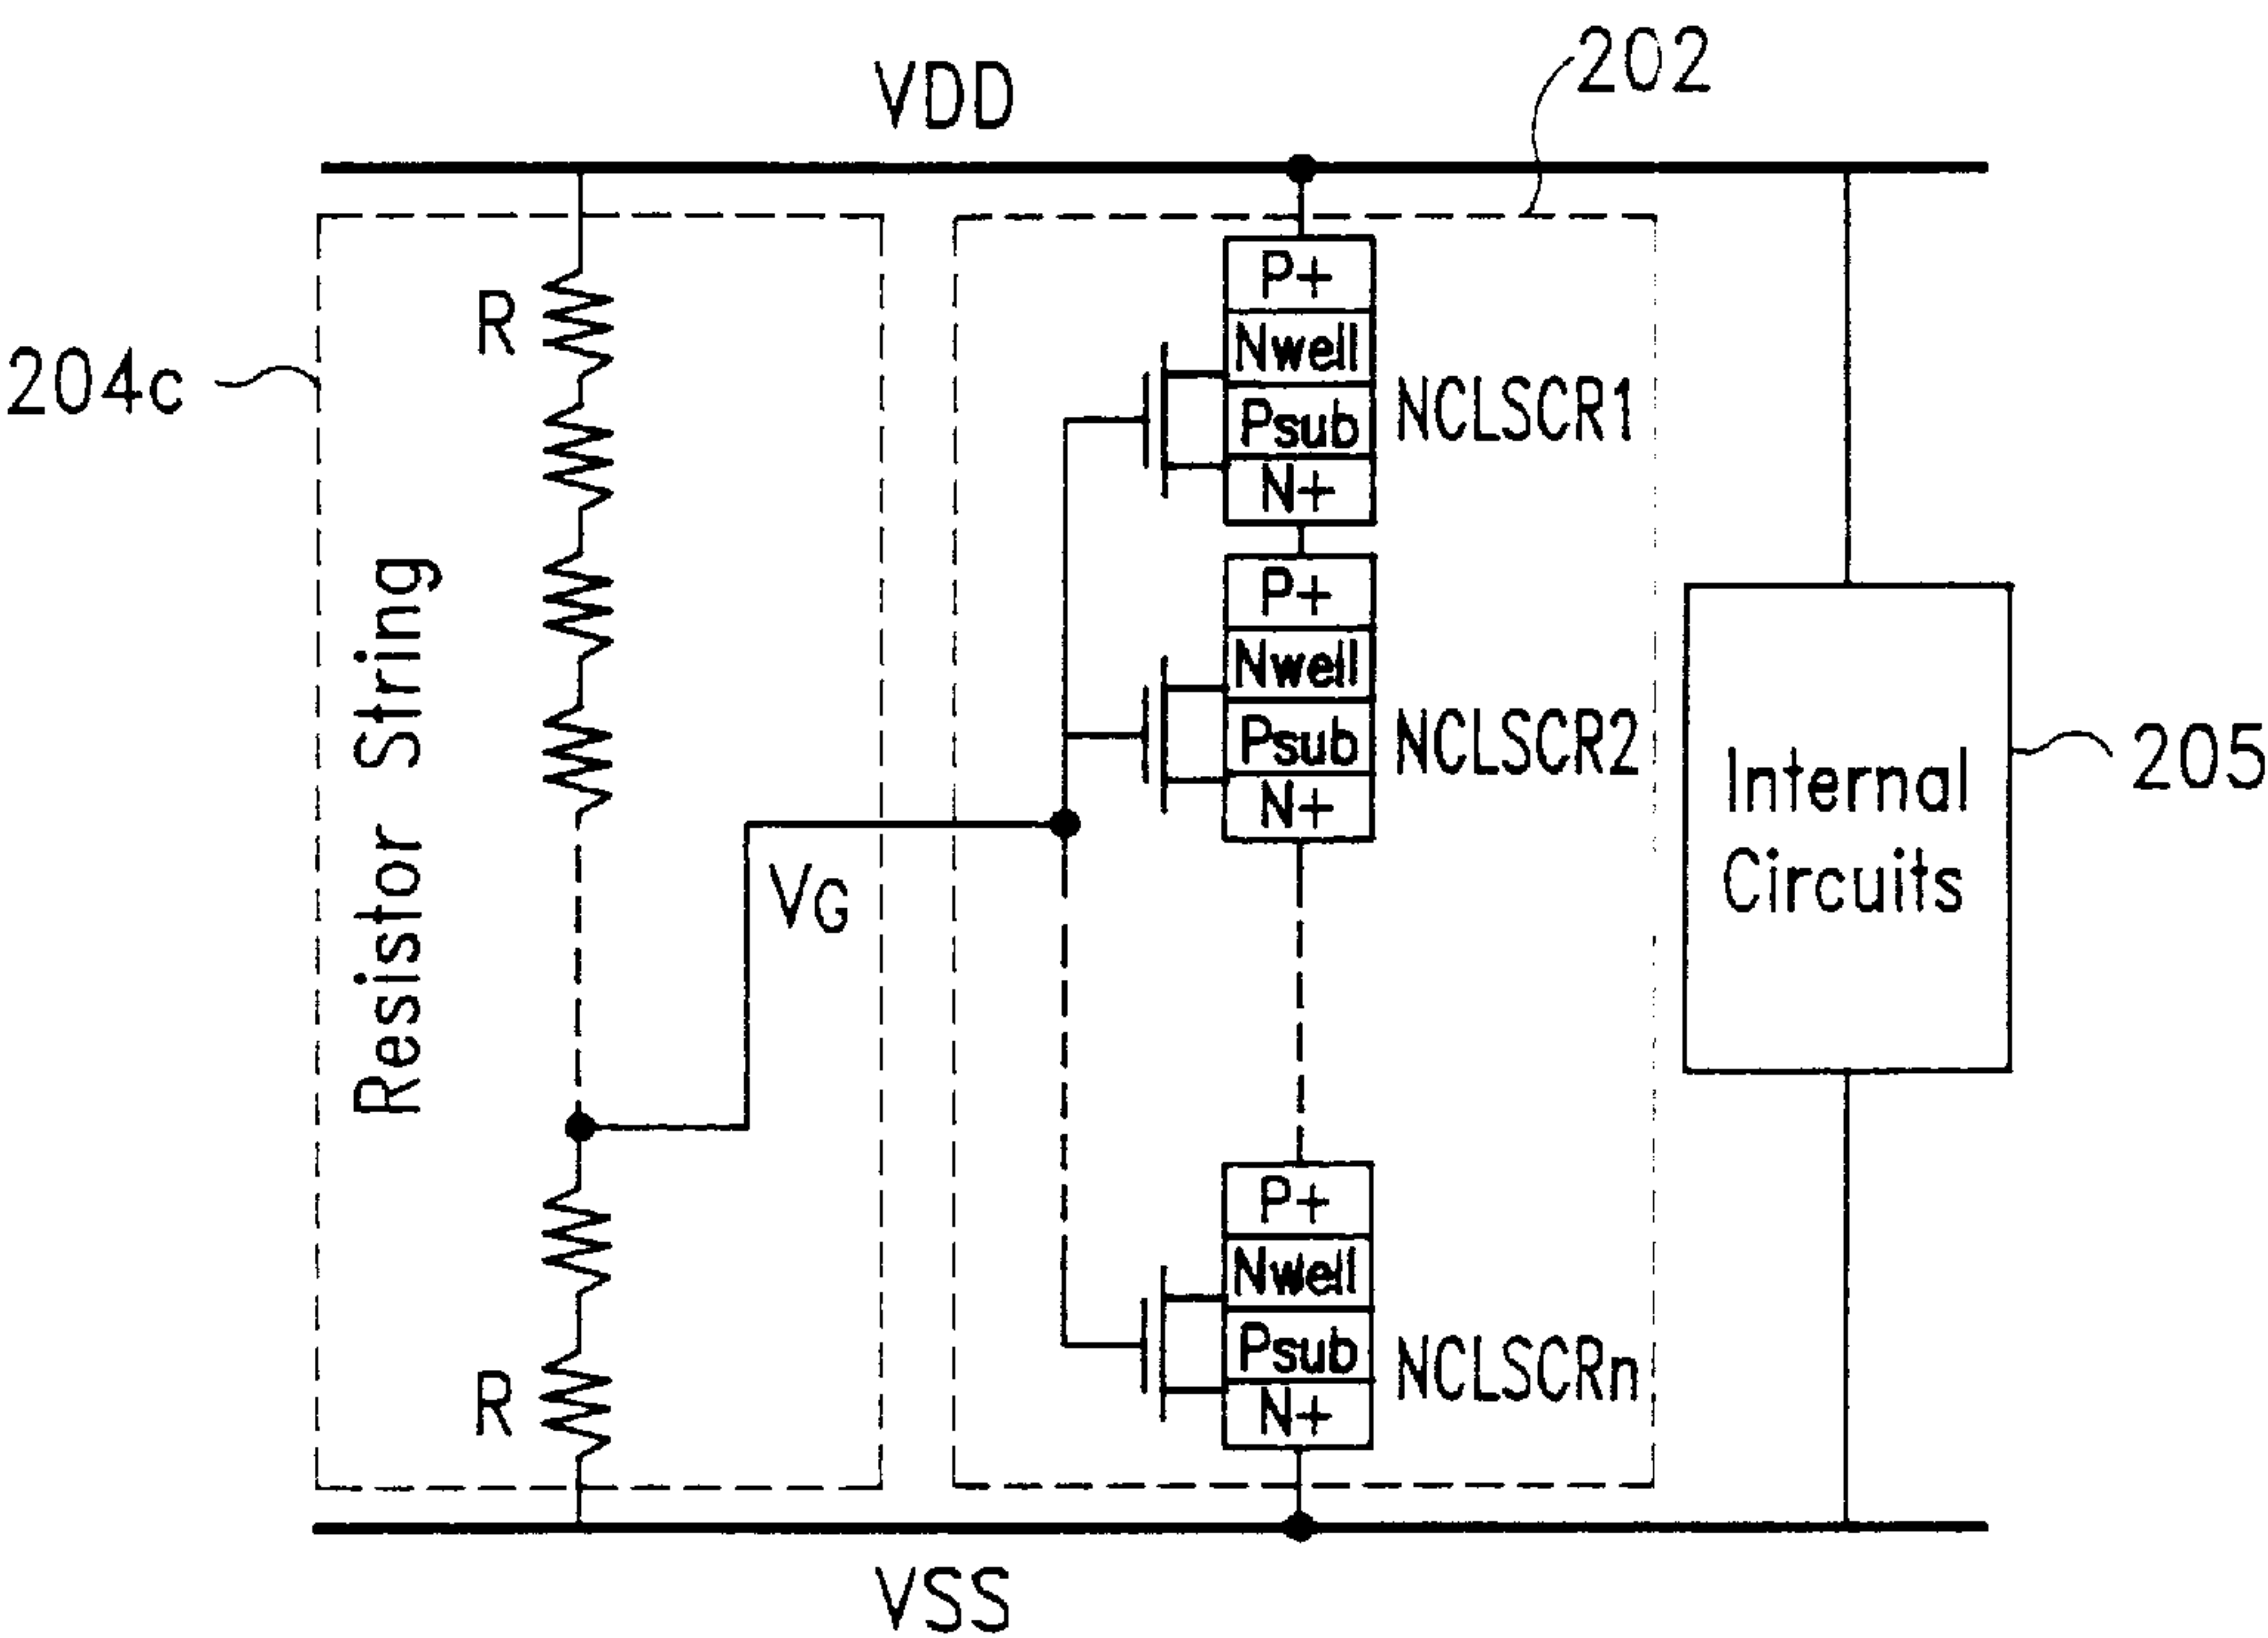 VDD
202
204c
R
Resistor String
VG
R
P+
Nwell
Psub
N+
NCLSCR1
P+
Nwell
Psub
N+
NCLSCR2
P+
Nwell
Psub
N+
NCLSCRn
Internal
Circuits
205
VSS